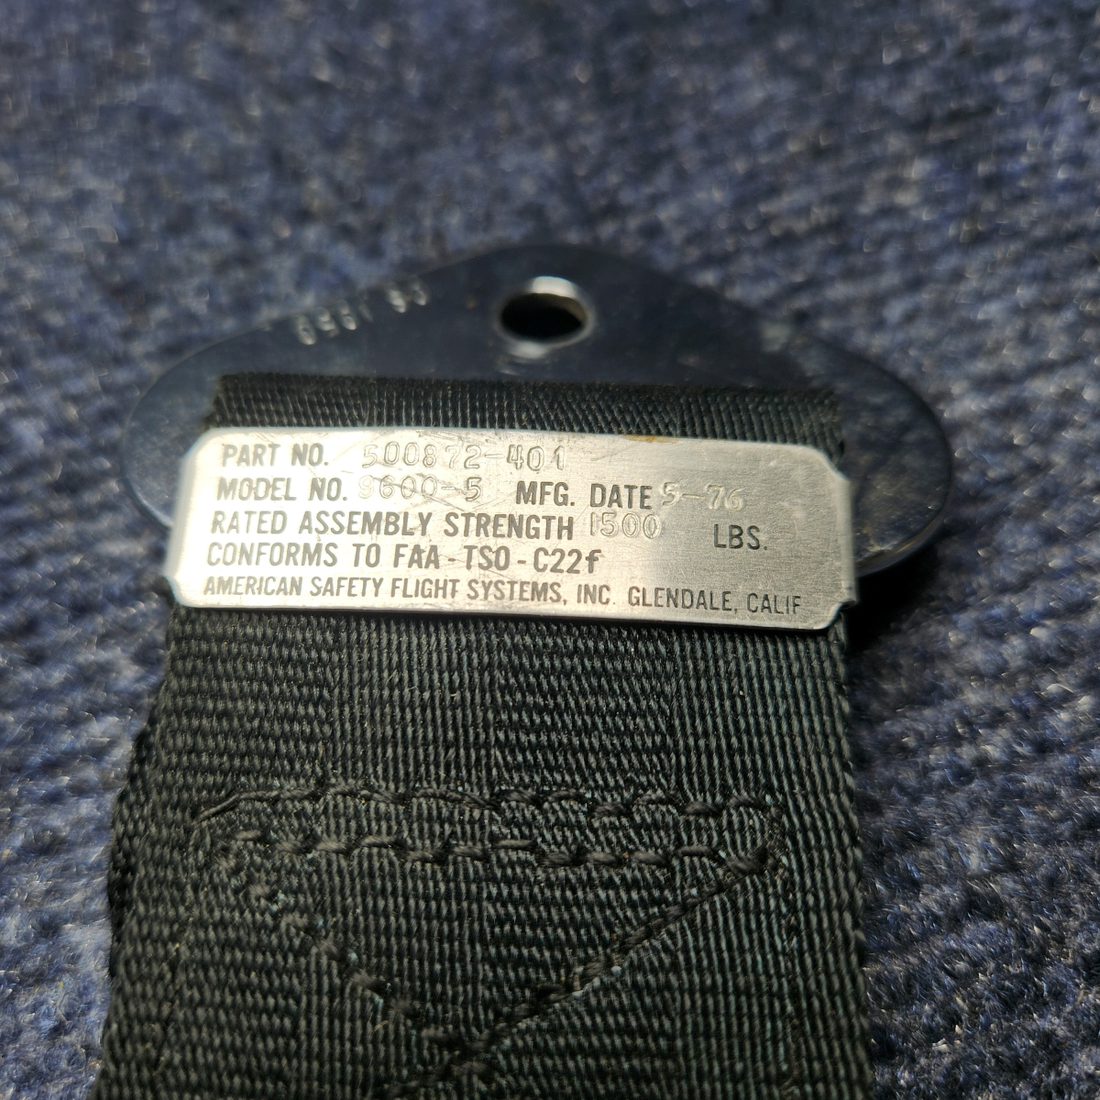 PART NO. 500872-401
MODEL NO. 9600-5 MFG. DATE 5-76
RATED ASSEMBLY STRENGTH 1500 LBS.
CONFORMS TO FAA-TSO-C22f
AMERICAN SAFETY FLIGHT SYSTEMS, INC. GLENDALE, CALIF